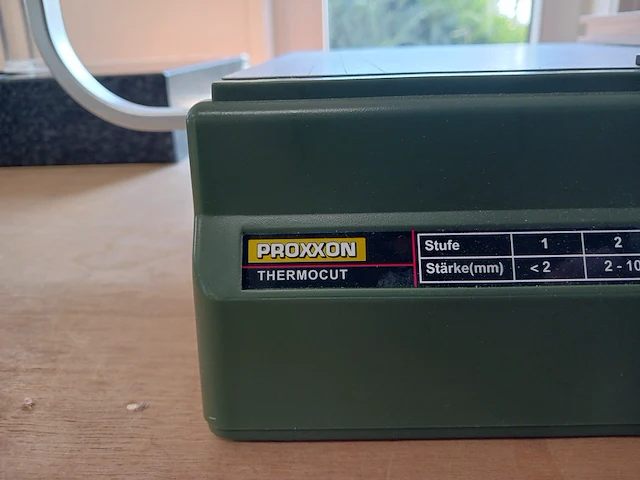 PROXXON
THERMOCUT
Stufe 1 2
Stärke(mm) < 2 2 - 10